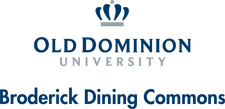 OLD DOMINION
UNIVERSITY
Broderick Dining Commons